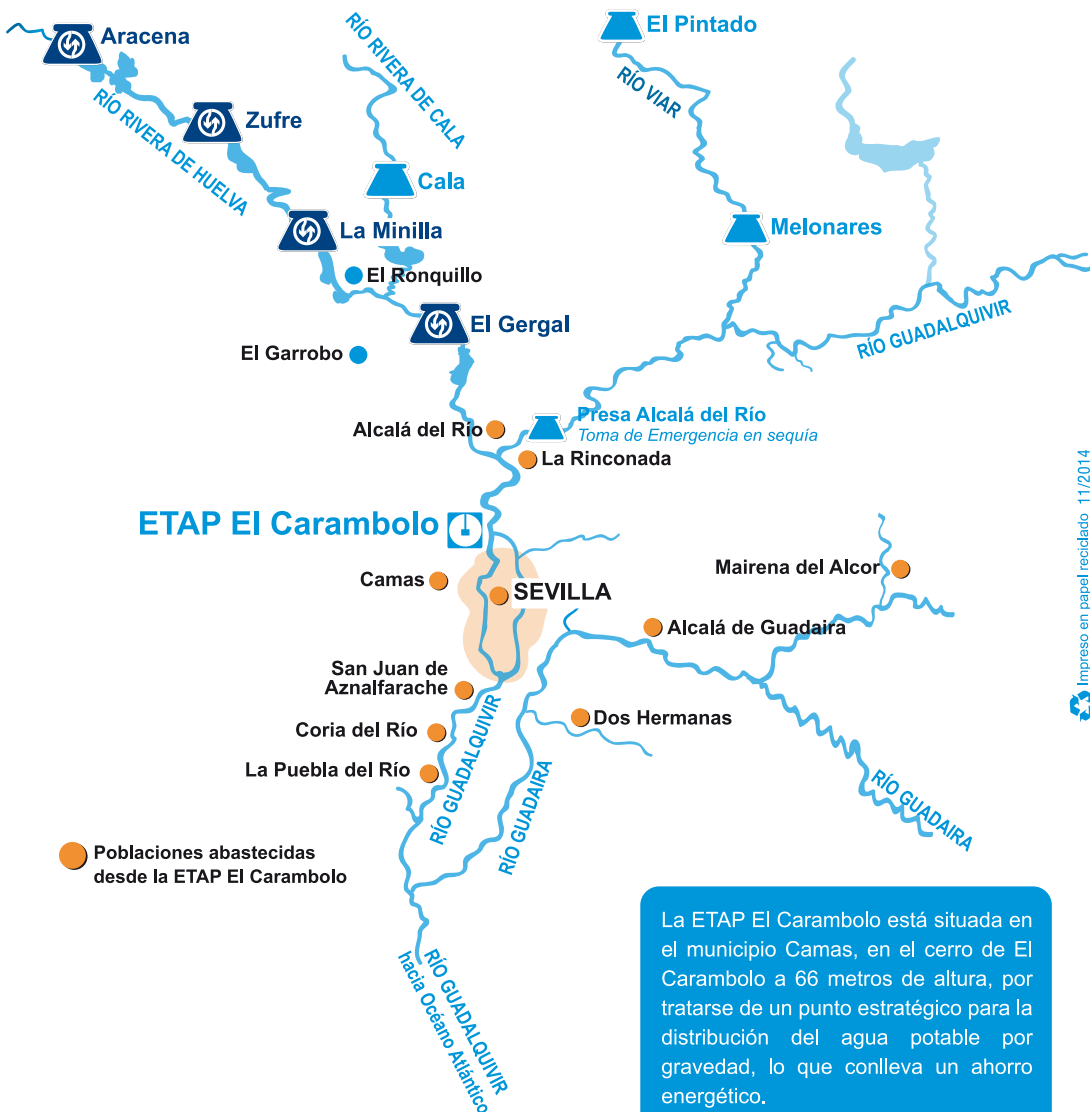 Aracena
El Pintado
RÍO RIVERA DE CALA
RÍO VIAR
RÍO RIVERA DE HUELVA
Zufre
Cala
La Minilla
Melonares
El Ronquillo
El Gergal
RÍO GUADALQUIVIR
El Garrobo
Alcalá del Río
Presa Alcalá del Río
Toma de Emergencia en sequía
La Rinconada
ETAP El Carambolo
Camas
SEVILLA
Mairena del Alcor
Alcalá de Guadaira
San Juan de
Aznalfarache
Coria del Río
Dos Hermanas
La Puebla del Río
RÍO GUADALQUIVIR
RÍO GUADAIRA
RÍO GUADAIRA
Poblaciones abastecidas
desde la ETAP El Carambolo
RÍO GUADALQUIVIR
hacia Océano Atlántico
La ETAP El Carambolo está situada en
el municipio Camas, en el cerro de El
Carambolo a 66 metros de altura, por
tratarse de un punto estratégico para la
distribución del agua potable por
gravedad, lo que conlleva un ahorro
energético.
Impreso en papel reciclado 11/2014